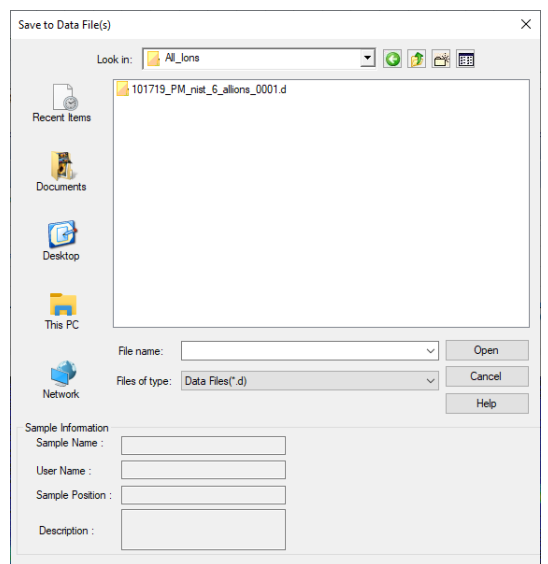 Save to Data File(s)
Look in: All_Ions
101719_PM_nist_6_allions_0001.d
Recent Items
Documents
Desktop
This PC
Network
File name:
Open
Files of type: Data Files(*.d)
Cancel
Help
Sample Information
Sample Name :
User Name :
Sample Position :
Description :